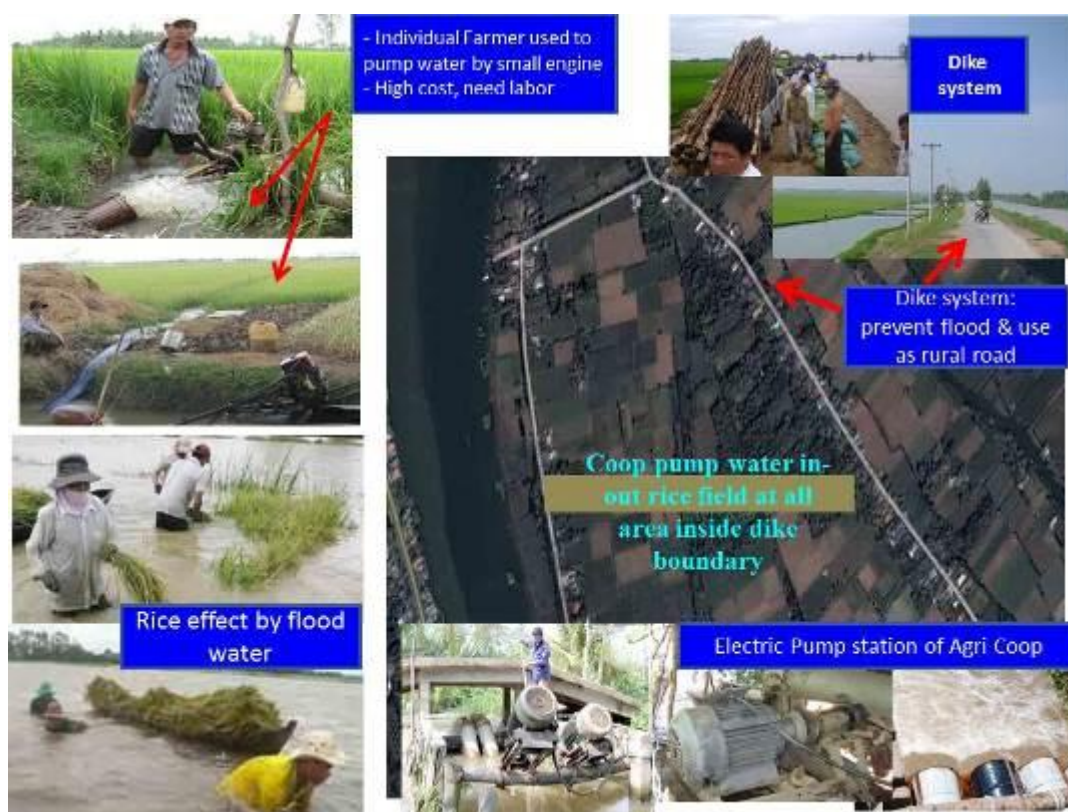 - Individual Farmer used to
pump water by small engine
- High cost, need labor
Dike
system
Dike system:
prevent flood & use
as rural road
Coop pump water in-
out rice field at all
area inside dike
boundary
Rice effect by flood
water
Electric Pump station of Agri Coop